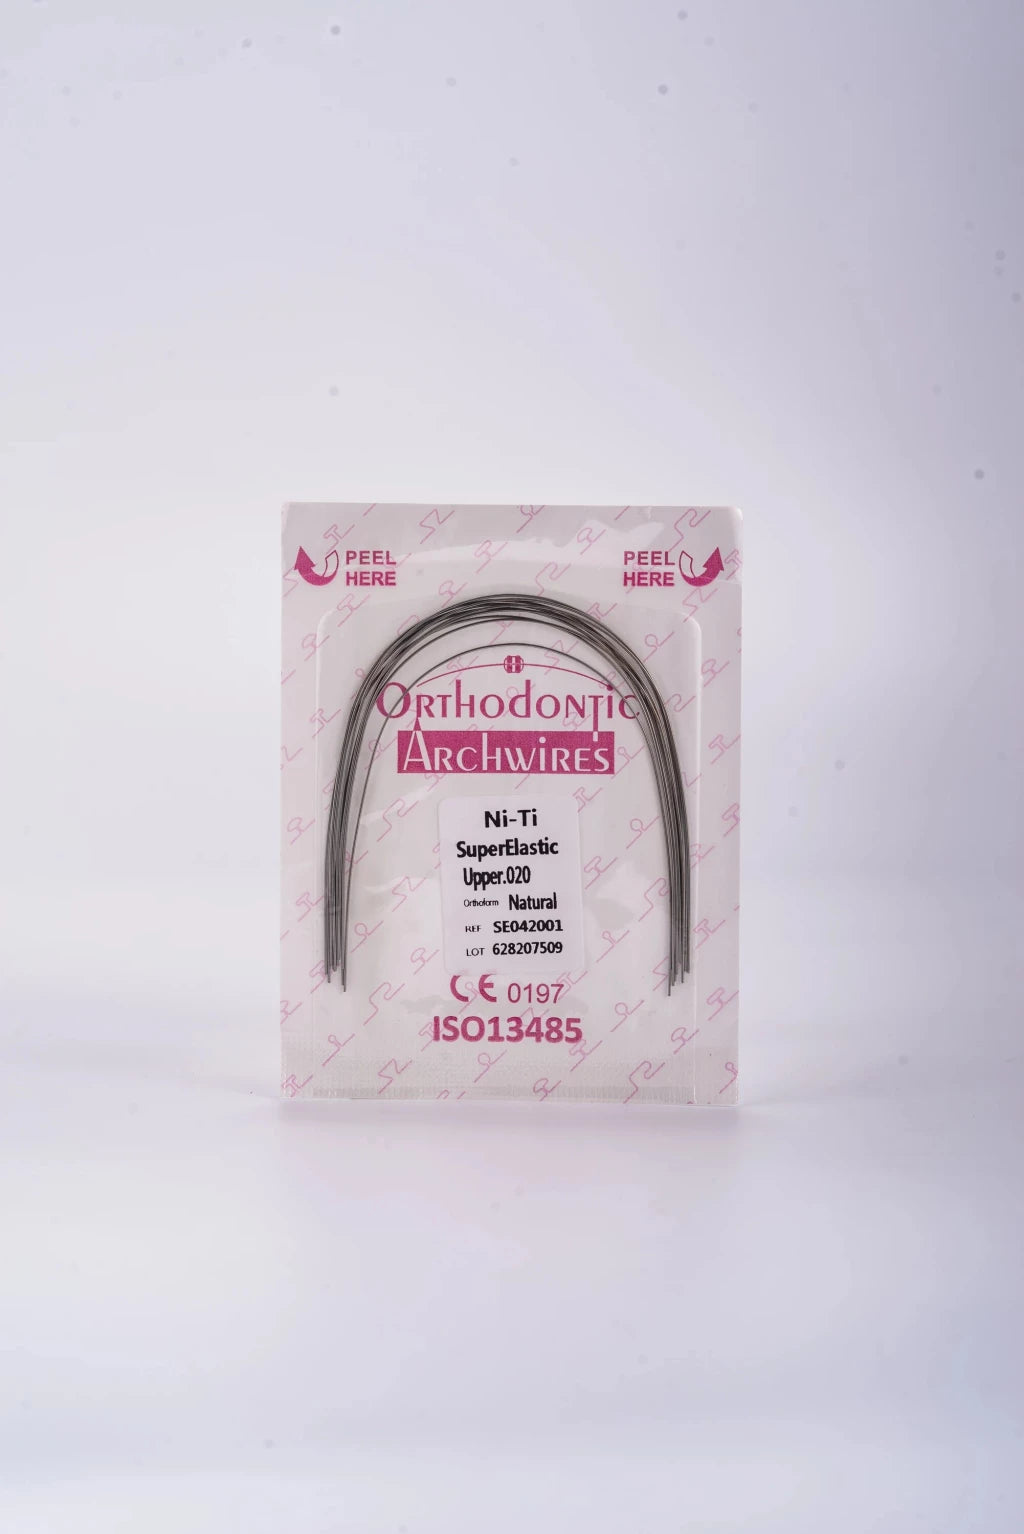 PEEL HERE
PEEL HERE
ORTHODONTIC
ARCHWIRES
Ni-Ti
SuperElastic
Upper.020
Orthoform Natural
REF SE042001
LOT 628207509
CE 0197
ISO13485